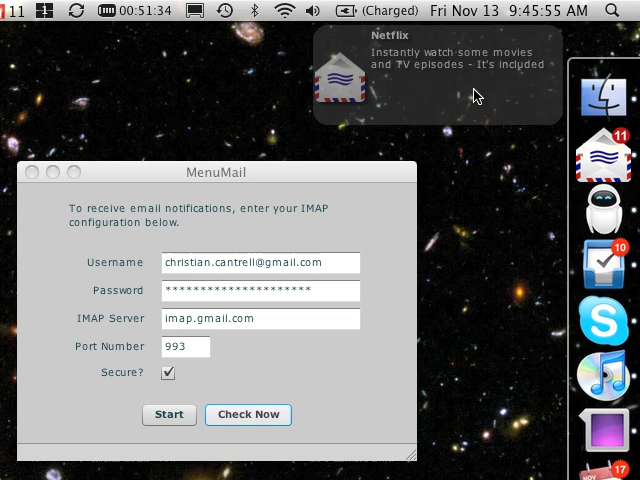 11 1 00:51:34 (Charged) Fri Nov 13 9:45:55 AM
Netflix
Instantly watch some movies
and TV episodes - It's included
11
MenuMail
To receive email notifications, enter your IMAP
configuration below.
Username christian.cantrell@gmail.com
Password *********************
10
IMAP Server imap.gmail.com
Port Number 993
Secure?
Start Check Now
NOV 17